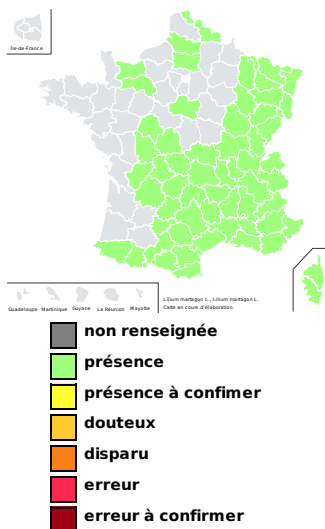 Île-de-France
Guadeloupe Martinique Guyane La Réunion Mayotte
Lilium martagon L., Lilium martagon L.
Carte en cours d'élaboration.
non renseignée
présence
présence à confimer
douteux
disparu
erreur
erreur à confirmer